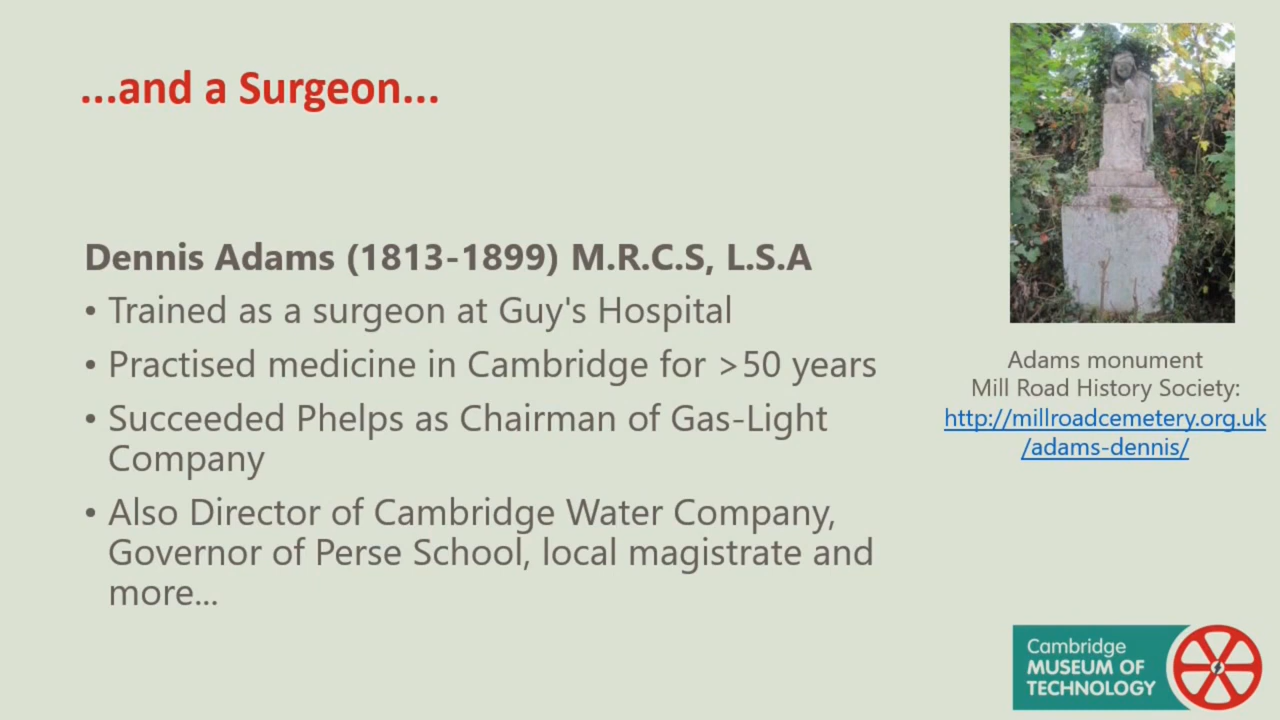 ...and a Surgeon...
Dennis Adams (1813-1899) M.R.C.S, L.S.A
• Trained as a surgeon at Guy's Hospital
• Practised medicine in Cambridge for >50 years
• Succeeded Phelps as Chairman of Gas-Light
Company
• Also Director of Cambridge Water Company,
Governor of Perse School, local magistrate and
more...
Adams monument
Mill Road History Society:
http://millroadcemetery.org.uk
/adams-dennis/
Cambridge
MUSEUM OF
TECHNOLOGY